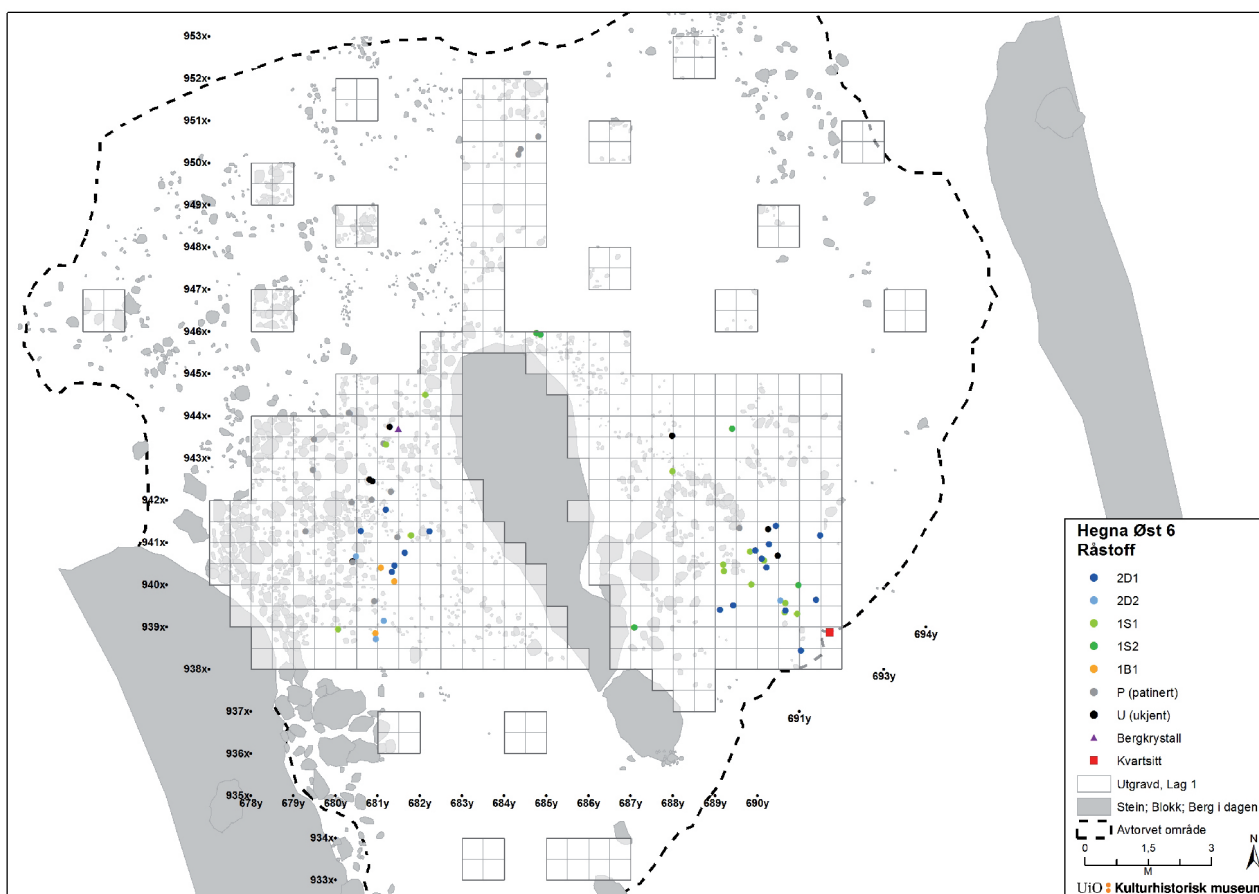 953x
952x
951x
950x
949x
948x
947x
946x
945x
944x
943x
942x
941x
940x
939x
938x
937x
936x
935x
934x
933x
678y 679y 680y 681y 682y 683y 684y 685y 686y 687y 688y 689y 690y
691y
693y
694y
Hegna Øst 6
Råstoff
2D1
2D2
1S1
1S2
1B1
P (patinert)
U (ukjent)
Bergkrystall
Kvartsitt
Utgravd, Lag 1
Stein; Blokk; Berg i dagen
Avtorvet område
0 1,5 3
M
N
UiO Kulturhistorisk museum